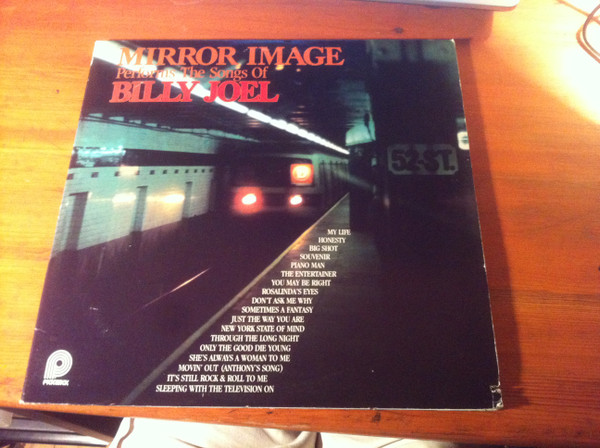 MIRROR IMAGE
Performs The Songs Of
BILLY JOEL
52-ST.
MY LIFE
HONESTY
BIG SHOT
SOUVENIR
PIANO MAN
THE ENTERTAINER
YOU MAY BE RIGHT
ROSALINDA'S EYES
DON'T ASK ME WHY
SOMETIMES A FANTASY
JUST THE WAY YOU ARE
NEW YORK STATE OF MIND
THROUGH THE LONG NIGHT
ONLY THE GOOD DIE YOUNG
SHE'S ALWAYS A WOMAN TO ME
MOVIN' OUT (ANTHONY'S SONG)
IT'S STILL ROCK & ROLL TO ME
SLEEPING WITH THE TELEVISION ON
PICKWICK